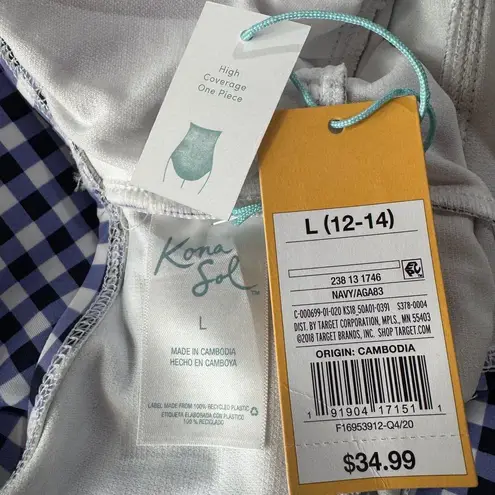 High
Coverage
One Piece
Kona
Sol
™
L
MADE IN CAMBODIA
HECHO EN CAMBOYA
LABEL MADE FROM 100% RECYCLED PLASTIC
ETIQUETA ELABORADA CON PLÁSTICO
100 % RECICLADO
L (12-14)
238 13 1746
NAVY/AGA83
C-000699-01-020 KS18 50A01-0391 S378-0004
DIST. BY TARGET CORPORATION, MPLS., MN 55403
©2018 TARGET BRANDS, INC. SHOP TARGET.COM
ORIGIN: CAMBODIA
1 91904 17151 1
F16953912-Q4/20
$34.99